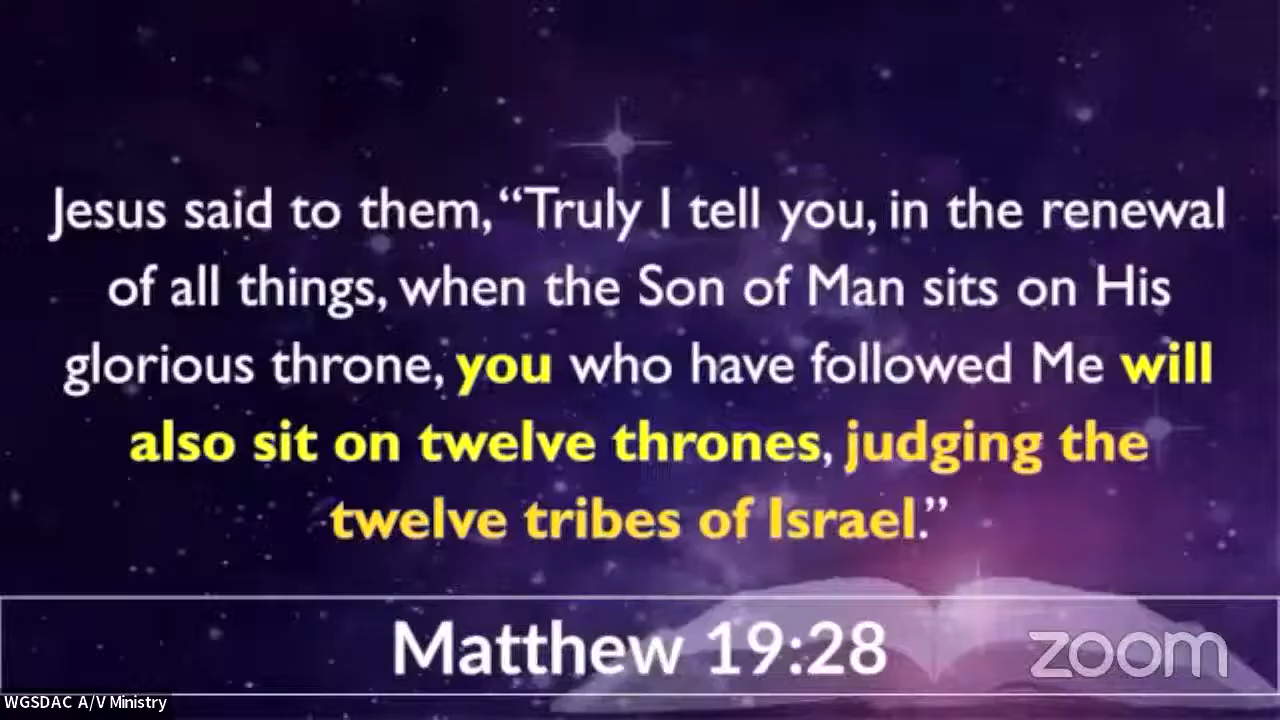 Jesus said to them, “Truly I tell you, in the renewal
of all things, when the Son of Man sits on His
glorious throne, you who have followed Me will
also sit on twelve thrones, judging the
twelve tribes of Israel.”
Matthew 19:28
zoom
WGSDAC A/V Ministry